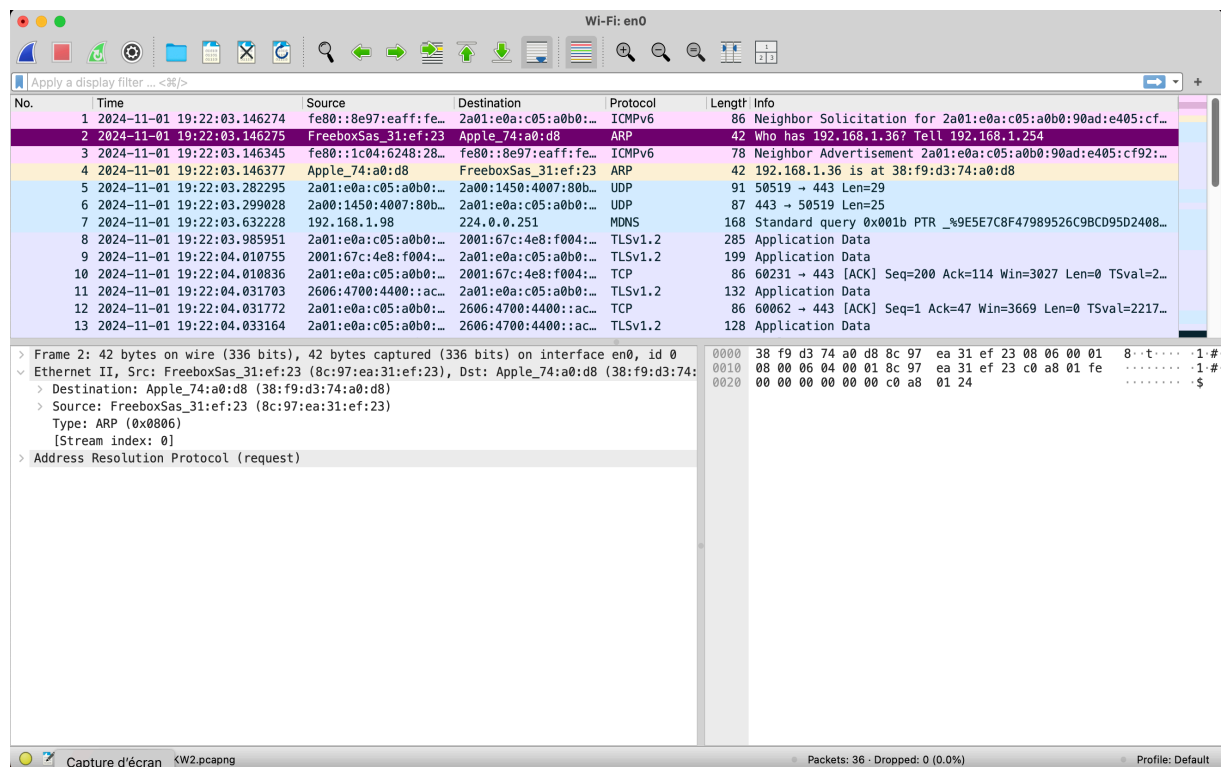 Wi-Fi: en0
Apply a display filter ... <⌘/>
No. Time Source Destination Protocol Length Info
1 2024-11-01 19:22:03.146274 fe80::8e97:eaff:fe… 2a01:e0a:c05:a0b0:… ICMPv6 86 Neighbor Solicitation for 2a01:e0a:c05:a0b0:90ad:e405:cf…
2 2024-11-01 19:22:03.146275 FreeboxSas_31:ef:23 Apple_74:a0:d8 ARP 42 Who has 192.168.1.36? Tell 192.168.1.254
3 2024-11-01 19:22:03.146345 fe80::1c04:6248:28… fe80::8e97:eaff:fe… ICMPv6 78 Neighbor Advertisement 2a01:e0a:c05:a0b0:90ad:e405:cf92:…
4 2024-11-01 19:22:03.146377 Apple_74:a0:d8 FreeboxSas_31:ef:23 ARP 42 192.168.1.36 is at 38:f9:d3:74:a0:d8
5 2024-11-01 19:22:03.282295 2a01:e0a:c05:a0b0:… 2a00:1450:4007:80b… UDP 91 50519 → 443 Len=29
6 2024-11-01 19:22:03.299028 2a00:1450:4007:80b… 2a01:e0a:c05:a0b0:… UDP 87 443 → 50519 Len=25
7 2024-11-01 19:22:03.632228 192.168.1.98 224.0.0.251 MDNS 168 Standard query 0x001b PTR _%9E5E7C8F47989526C9BCD95D2408…
8 2024-11-01 19:22:03.985951 2a01:e0a:c05:a0b0:… 2001:67c:4e8:f004:… TLSv1.2 285 Application Data
9 2024-11-01 19:22:04.010755 2001:67c:4e8:f004:… 2a01:e0a:c05:a0b0:… TLSv1.2 199 Application Data
10 2024-11-01 19:22:04.010836 2a01:e0a:c05:a0b0:… 2001:67c:4e8:f004:… TCP 86 60231 → 443 [ACK] Seq=200 Ack=114 Win=3027 Len=0 TSval=2…
11 2024-11-01 19:22:04.031703 2606:4700:4400::ac… 2a01:e0a:c05:a0b0:… TLSv1.2 132 Application Data
12 2024-11-01 19:22:04.031772 2a01:e0a:c05:a0b0:… 2606:4700:4400::ac… TCP 86 60062 → 443 [ACK] Seq=1 Ack=47 Win=3669 Len=0 TSval=2217…
13 2024-11-01 19:22:04.033164 2a01:e0a:c05:a0b0:… 2606:4700:4400::ac… TLSv1.2 128 Application Data
Frame 2: 42 bytes on wire (336 bits), 42 bytes captured (336 bits) on interface en0, id 0
Ethernet II, Src: FreeboxSas_31:ef:23 (8c:97:ea:31:ef:23), Dst: Apple_74:a0:d8 (38:f9:d3:74:
Destination: Apple_74:a0:d8 (38:f9:d3:74:a0:d8)
Source: FreeboxSas_31:ef:23 (8c:97:ea:31:ef:23)
Type: ARP (0x0806)
[Stream index: 0]
Address Resolution Protocol (request)
0000 38 f9 d3 74 a0 d8 8c 97 ea 31 ef 23 08 06 00 01 8··t···· ·1·#
0010 08 00 06 04 00 01 8c 97 ea 31 ef 23 c0 a8 01 fe ········ ·1·#
0020 00 00 00 00 00 00 c0 a8 01 24 ········ ·$
Capture d'écran KW2.pcapng
Packets: 36 · Dropped: 0 (0.0%)
Profile: Default